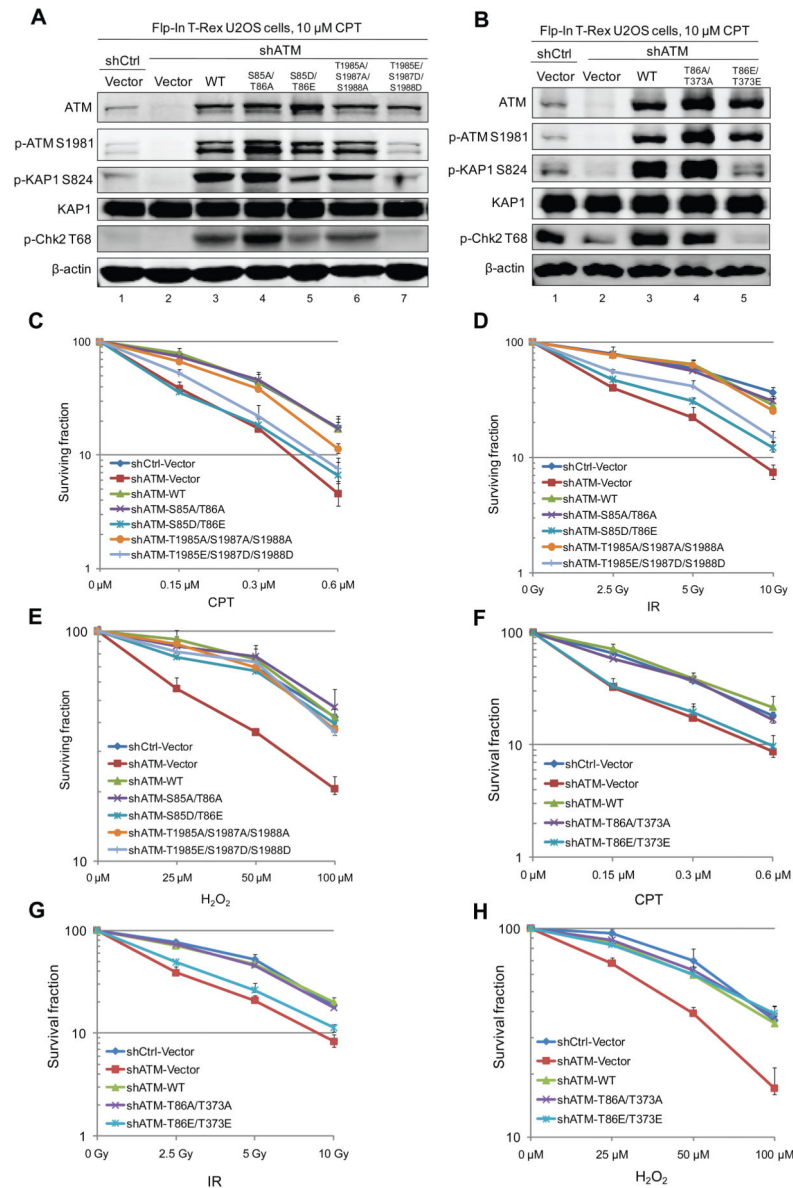 A
Flp-In T-Rex U2OS cells, 10 µM CPT
shCtrl
shATM
Vector
Vector
WT
S85A/
T86A
S85D/
T86E
T1985A/
S1987A/
S1988A
T1985E/
S1987D/
S1988D
ATM
p-ATM S1981
p-KAP1 S824
KAP1
p-Chk2 T68
β-actin
1 2 3 4 5 6 7
B
Flp-In T-Rex U2OS cells, 10 µM CPT
shCtrl
shATM
Vector
Vector
WT
T86A/
T373A
T86E/
T373E
ATM
p-ATM S1981
p-KAP1 S824
KAP1
p-Chk2 T68
β-actin
1 2 3 4 5
C
Surviving fraction
100
10
1
shCtrl-Vector
shATM-Vector
shATM-WT
shATM-S85A/T86A
shATM-S85D/T86E
shATM-T1985A/S1987A/S1988A
shATM-T1985E/S1987D/S1988D
0 µM 0.15 µM 0.3 µM 0.6 µM
CPT
D
Surviving fraction
100
10
1
shCtrl-Vector
shATM-Vector
shATM-WT
shATM-S85A/T86A
shATM-S85D/T86E
shATM-T1985A/S1987A/S1988A
shATM-T1985E/S1987D/S1988D
0 Gy 2.5 Gy 5 Gy 10 Gy
IR
E
Surviving fraction
100
10
shCtrl-Vector
shATM-Vector
shATM-WT
shATM-S85A/T86A
shATM-S85D/T86E
shATM-T1985A/S1987A/S1988A
shATM-T1985E/S1987D/S1988D
0 µM 25 µM 50 µM 100 µM
H₂O₂
F
Survival fraction
100
10
1
shCtrl-Vector
shATM-Vector
shATM-WT
shATM-T86A/T373A
shATM-T86E/T373E
0 µM 0.15 µM 0.3 µM 0.6 µM
CPT
G
Survival fraction
100
10
1
shCtrl-Vector
shATM-Vector
shATM-WT
shATM-T86A/T373A
shATM-T86E/T373E
0 Gy 2.5 Gy 5 Gy 10 Gy
IR
H
Survival fraction
100
10
shCtrl-Vector
shATM-Vector
shATM-WT
shATM-T86A/T373A
shATM-T86E/T373E
0 µM 25 µM 50 µM 100 µM
H₂O₂